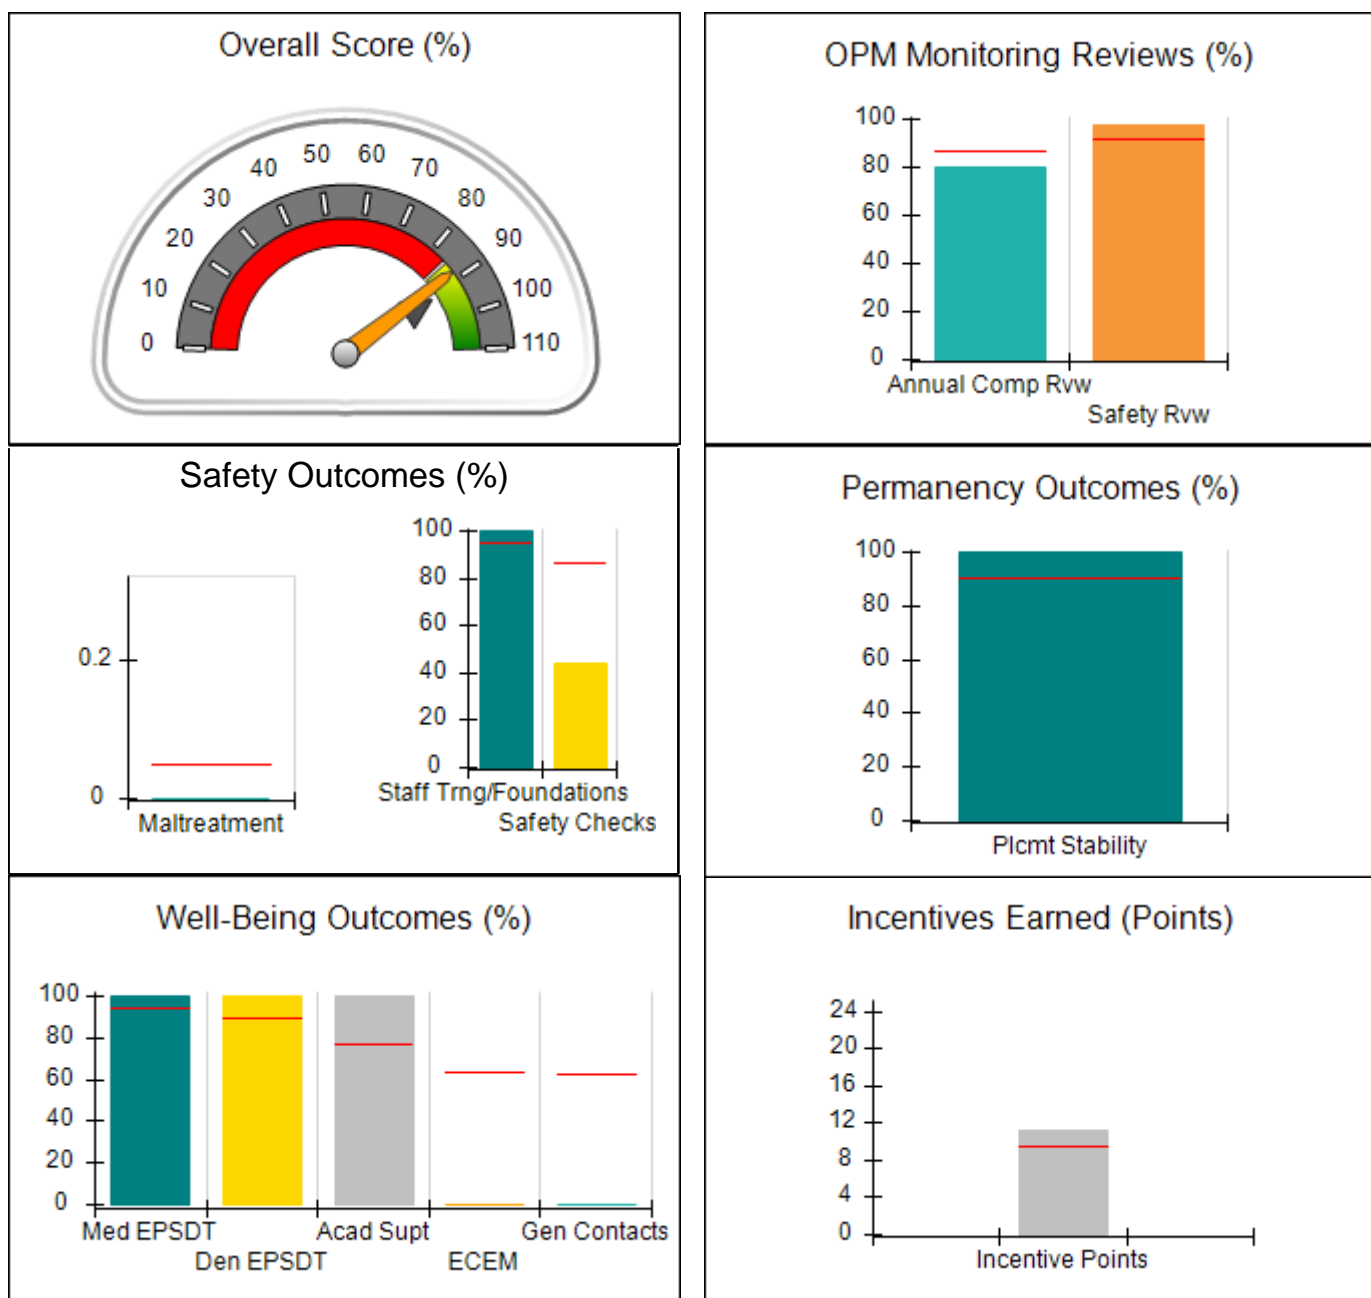 Overall Score (%)
0
10
20
30
40
50
60
70
80
90
100
110
OPM Monitoring Reviews (%)
100
80
60
40
20
0
Annual Comp Rvw
Safety Rvw
Safety Outcomes (%)
0.2
0
Maltreatment
100
80
60
40
20
0
Staff Trng/Foundations
Safety Checks
Permanency Outcomes (%)
100
80
60
40
20
0
Plcmt Stability
Well-Being Outcomes (%)
100
80
60
40
20
0
Med EPSDT
Den EPSDT
Acad Supt
ECEM
Gen Contacts
Incentives Earned (Points)
24
20
16
12
8
4
0
Incentive Points